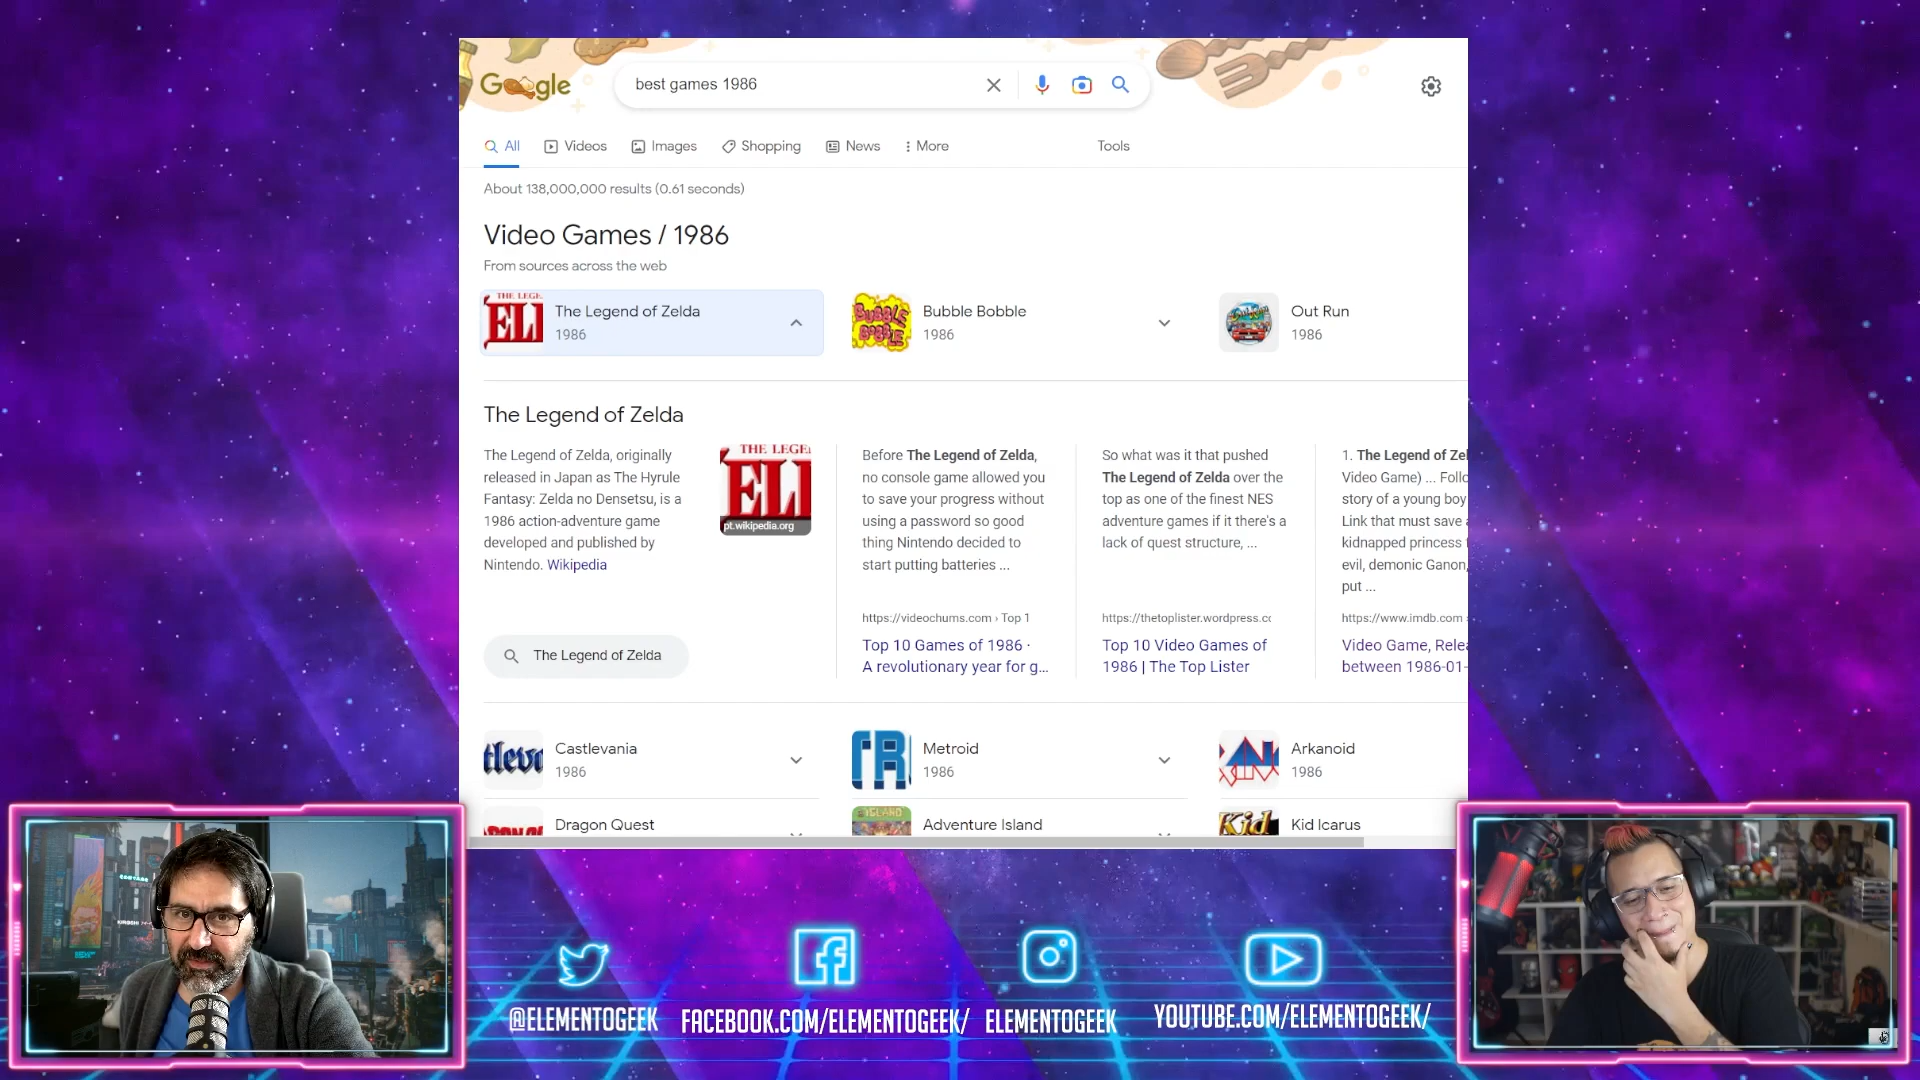 Google
best games 1986
All
Videos
Images
Shopping
News
More
Tools
About 138,000,000 results (0.61 seconds)
Video Games / 1986
From sources across the web
The Legend of Zelda
1986
Bubble Bobble
1986
Out Run
1986
The Legend of Zelda
The Legend of Zelda, originally
released in Japan as The Hyrule
Fantasy: Zelda no Densetsu, is a
1986 action-adventure game
developed and published by
Nintendo. Wikipedia
THE LEGE
pt.wikipedia.org
The Legend of Zelda
Before The Legend of Zelda,
no console game allowed you
to save your progress without
using a password so good
thing Nintendo decided to
start putting batteries ...
https://videochums.com › Top 1
Top 10 Games of 1986 ·
A revolutionary year for g...
So what was it that pushed
The Legend of Zelda over the
top as one of the finest NES
adventure games if it there's a
lack of quest structure, ...
https://thetoplister.wordpress.cc
Top 10 Video Games of
1986 | The Top Lister
1. The Legend of Zel
Video Game) ... Follo
story of a young boy
Link that must save
kidnapped princess
evil, demonic Ganon,
put ...
https://www.imdb.com
Video Game, Relea
between 1986-01-
Castlevania
1986
Metroid
1986
Arkanoid
1986
Dragon Quest
ISLAND
Adventure Island
Kid
Kid Icarus
@ELEMENTOGEEK
FACEBOOK.COM/ELEMENTOGEEK/
ELEMENTOGEEK
YOUTUBE.COM/ELEMENTOGEEK/